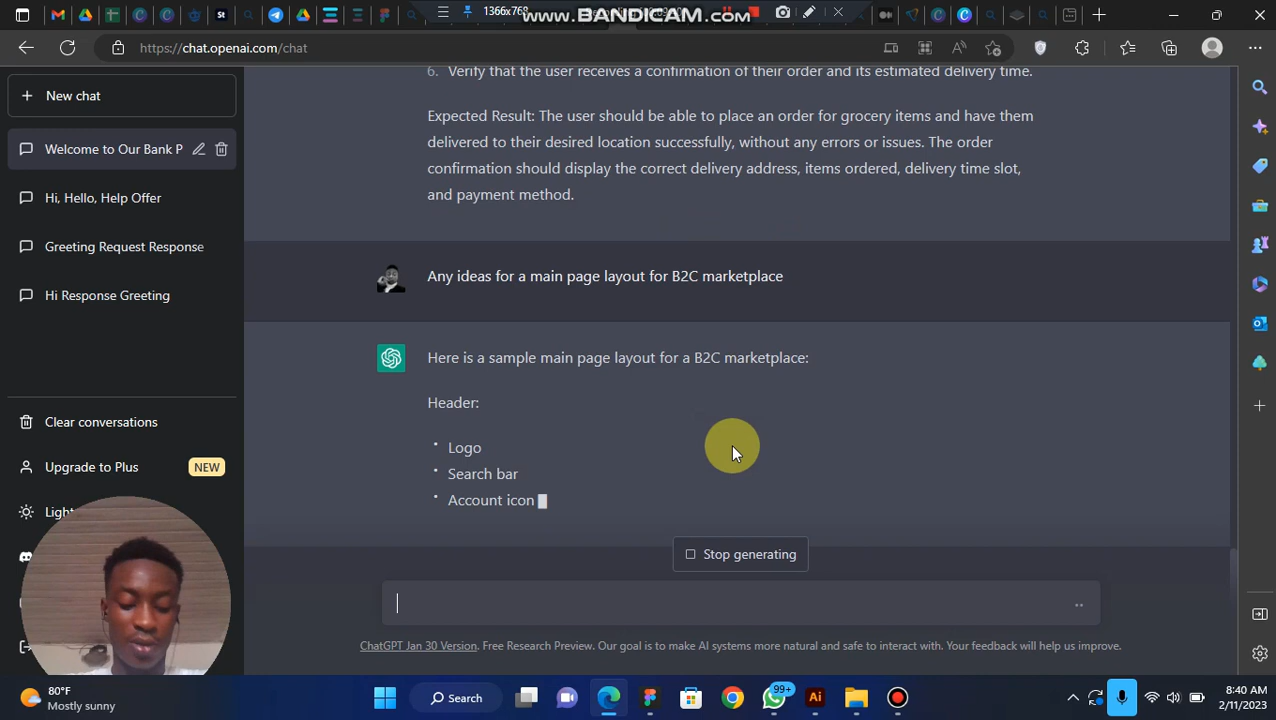 1366x768
www.BANDICAM.com
https://chat.openai.com/chat
New chat
Welcome to Our Bank P
Hi, Hello, Help Offer
Greeting Request Response
Hi Response Greeting
Clear conversations
Upgrade to Plus
NEW
Light
6. Verify that the user receives a confirmation of their order and its estimated delivery time.
Expected Result: The user should be able to place an order for grocery items and have them
delivered to their desired location successfully, without any errors or issues. The order
confirmation should display the correct delivery address, items ordered, delivery time slot,
and payment method.
Any ideas for a main page layout for B2C marketplace
Here is a sample main page layout for a B2C marketplace:
Header:
• Logo
• Search bar
• Account icon
Stop generating
ChatGPT Jan 30 Version. Free Research Preview. Our goal is to make AI systems more natural and safe to interact with. Your feedback will help us improve.
80°F
Mostly sunny
Search
99+
8:40 AM
2/11/2023